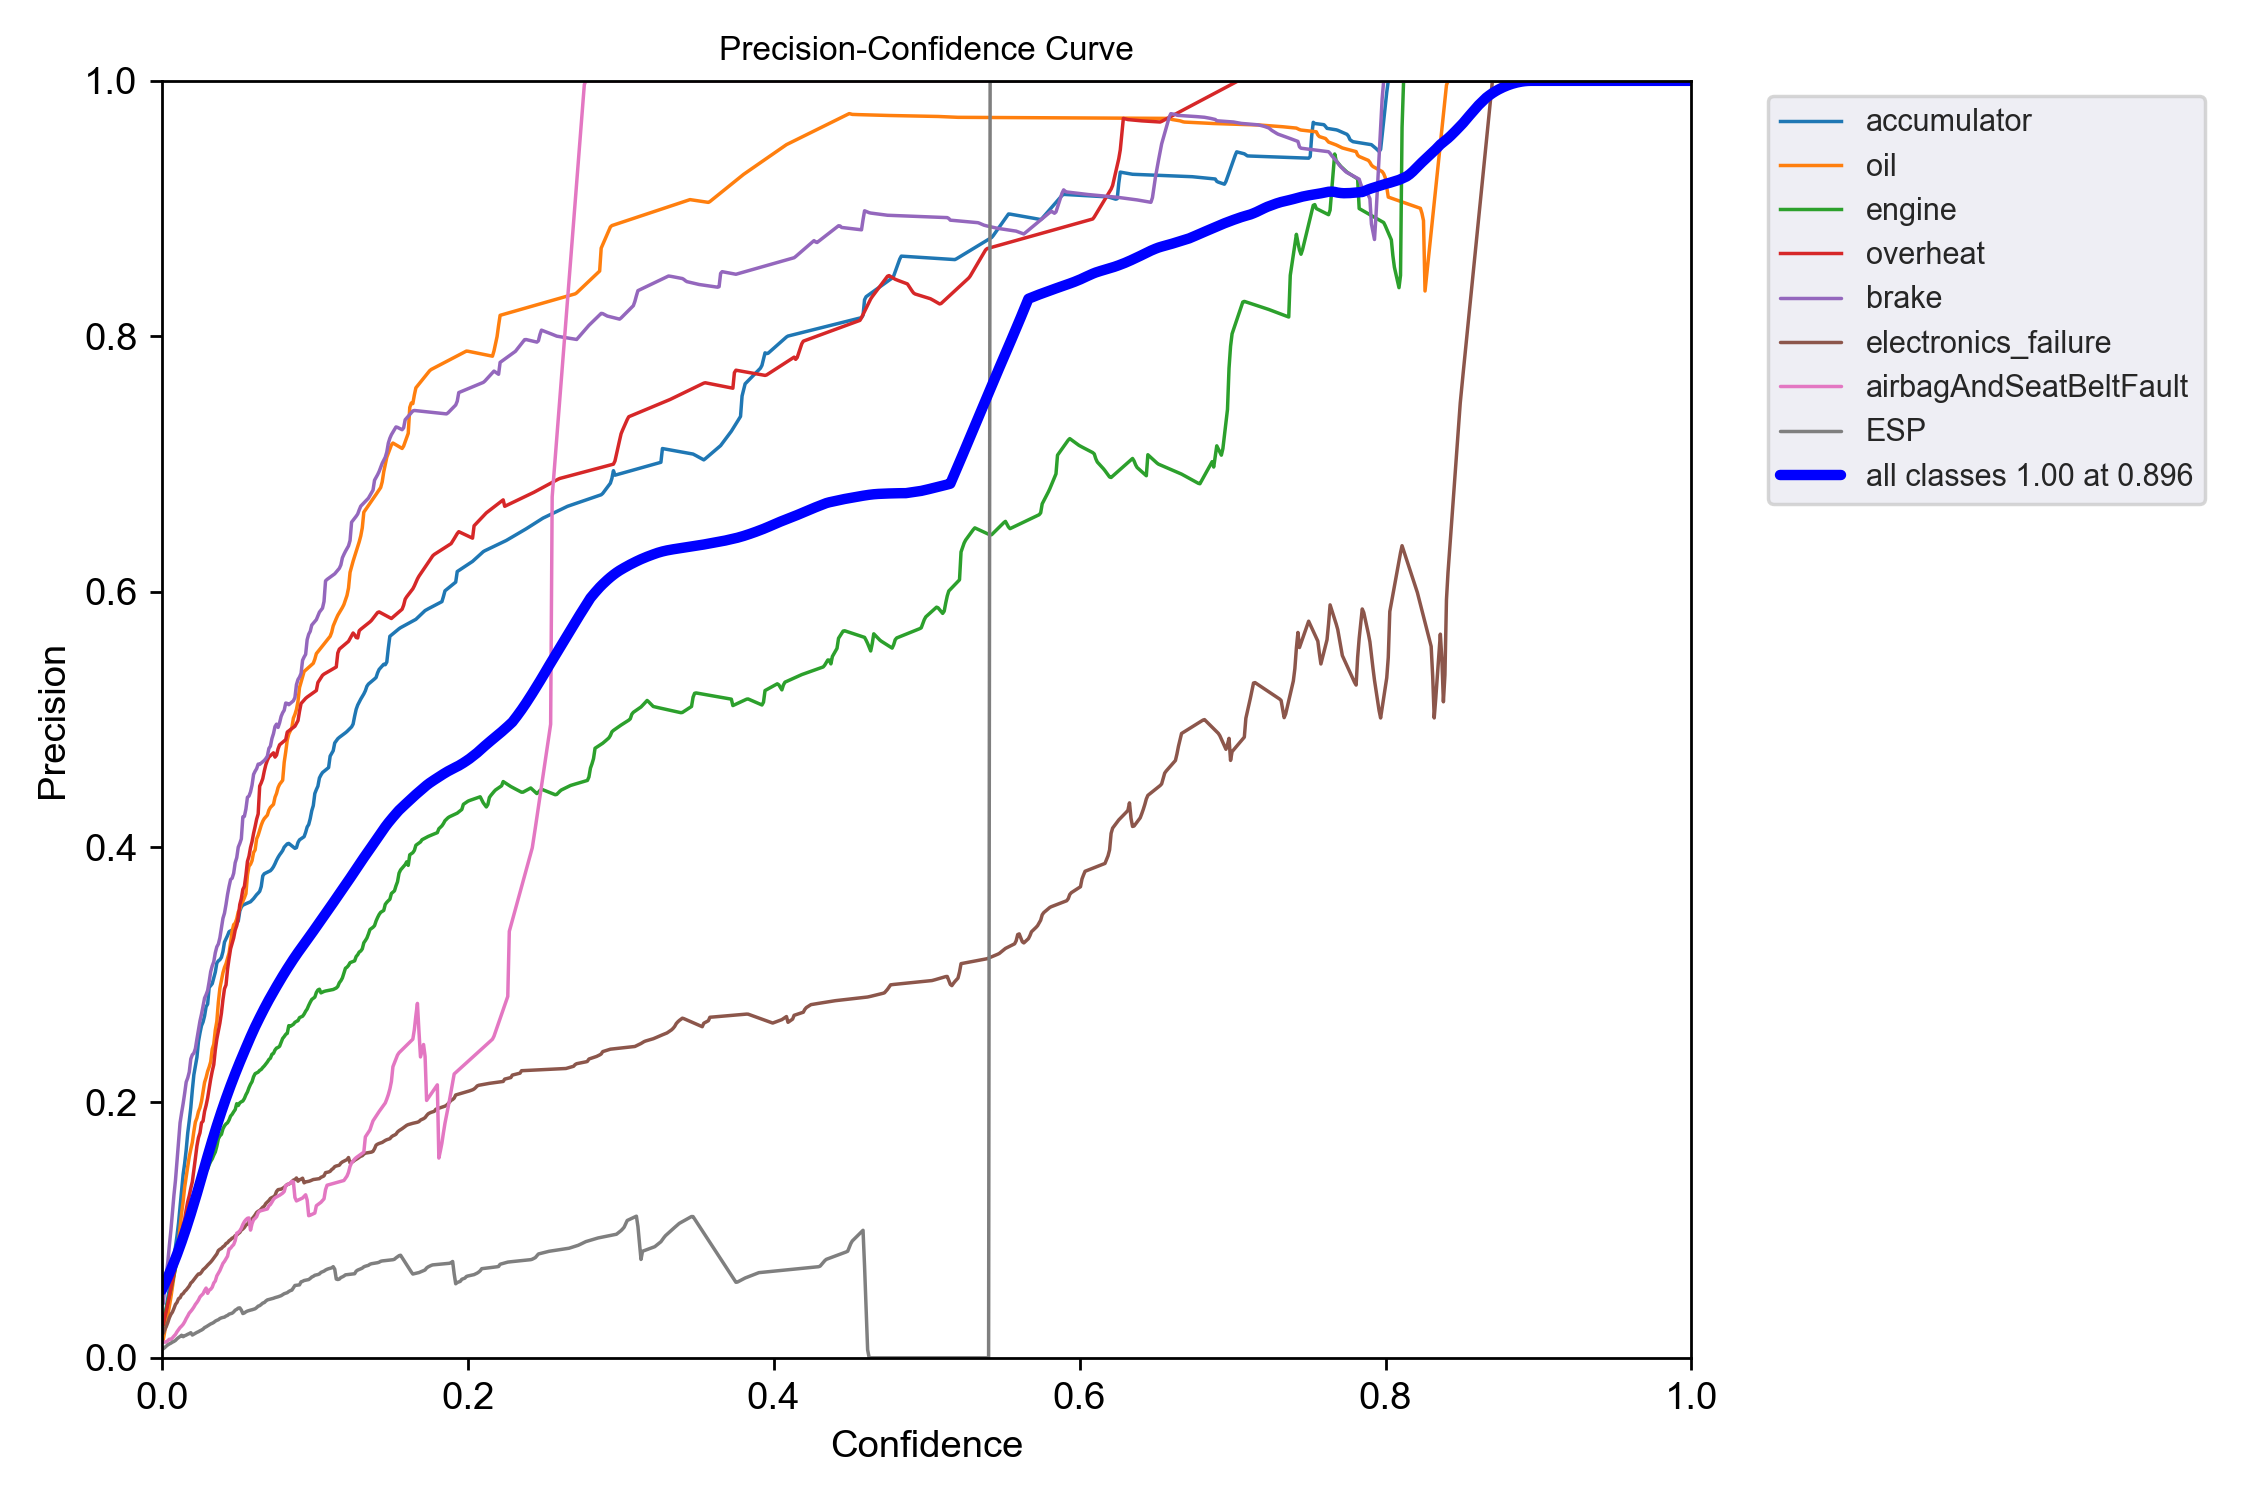 Precision-Confidence Curve
1.0
0.8
0.6
0.4
0.2
0.0
Precision
0.0 0.2 0.4 0.6 0.8 1.0
Confidence
accumulator
oil
engine
overheat
brake
electronics_failure
airbagAndSeatBeltFault
ESP
all classes 1.00 at 0.896